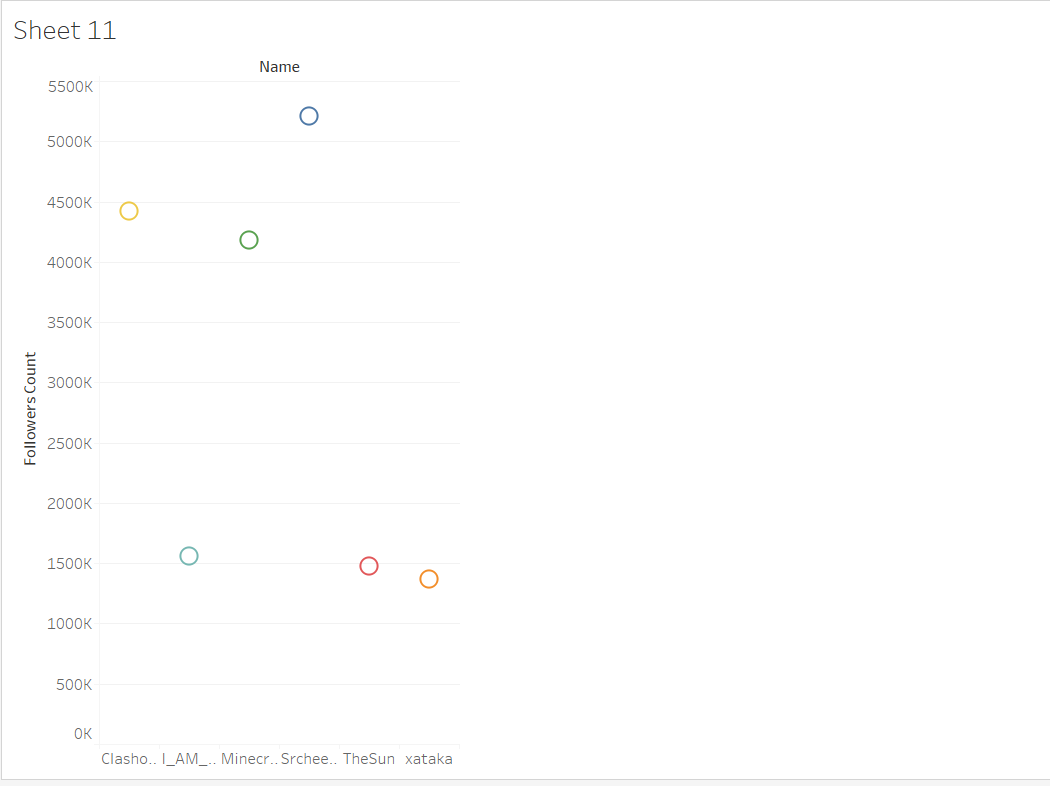 Sheet 11
Name
5500K
5000K
4500K
4000K
3500K
3000K
2500K
2000K
1500K
1000K
500K
0K
Followers Count
Clasho.. I_AM_.. Minecr.. Srchee.. TheSun xataka